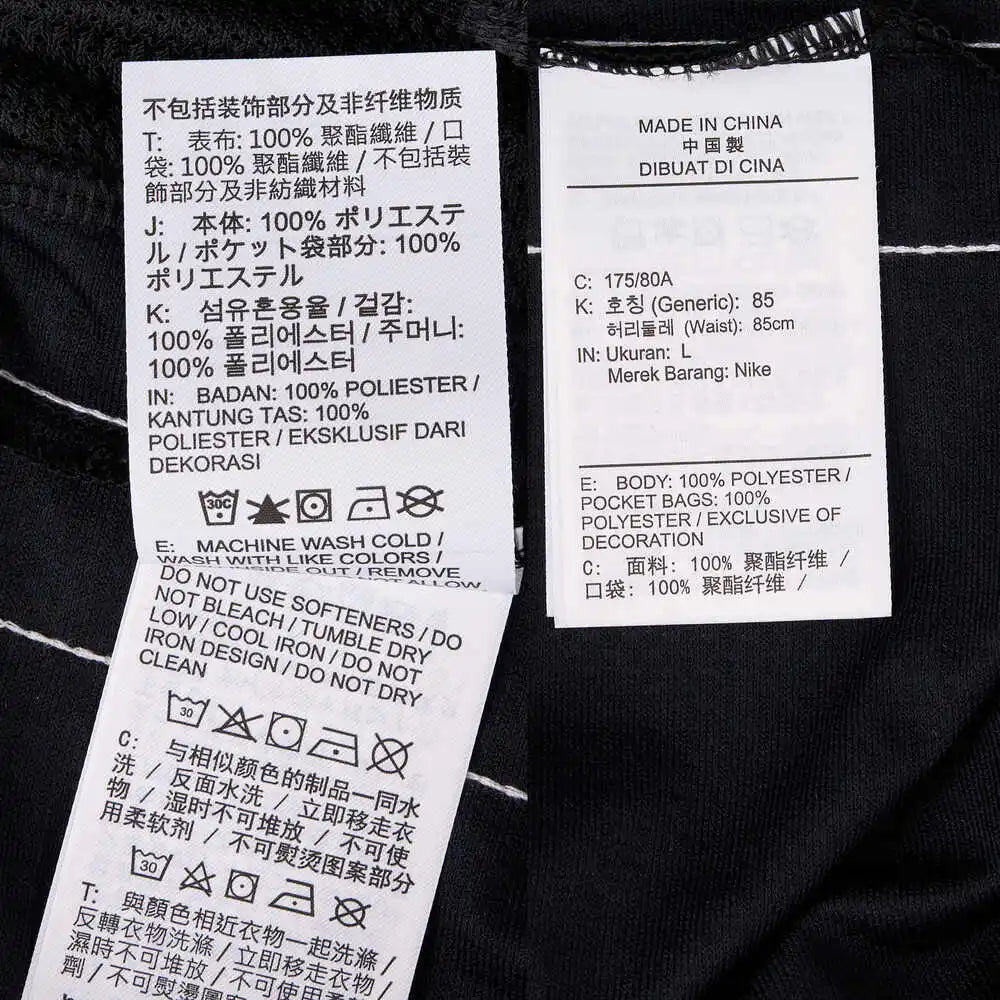 不包括装饰部分及非纤维物质
T: 表布: 100% 聚酯纖維 / 口
袋: 100% 聚酯纖維 / 不包括裝
飾部分及非紡織材料
J: 本体: 100% ポリエステ
ル / ポケット袋部分: 100%
ポリエステル
K: 섬유혼용율 / 겉감:
100% 폴리에스터 / 주머니:
100% 폴리에스터
IN: BADAN: 100% POLIESTER /
KANTUNG TAS: 100%
POLIESTER / EKSKLUSIF DARI
DEKORASI
30C
E: MACHINE WASH COLD /
WASH WITH LIKE COLORS /
INSIDE OUT / REMOVE
DO NOT USE SOFTENERS / DO
NOT BLEACH / TUMBLE DRY
LOW / COOL IRON / DO NOT
IRON DESIGN / DO NOT DRY
CLEAN
30
C: 与相似颜色的制品一同水
洗 / 反面水洗 / 立即移走衣
物 / 湿时不可堆放 / 不可使
用柔软剂 / 不可熨烫图案部分
30
T: 與顏色相近衣物一起洗滌 /
反轉衣物洗滌 / 立即移走衣物 /
濕時不可堆放 / 不可使用柔軟
劑 / 不可熨燙圖案
MADE IN CHINA
中国製
DIBUAT DI CINA
C: 175/80A
K: 호칭 (Generic): 85
허리둘레 (Waist): 85cm
IN: Ukuran: L
Merek Barang: Nike
E: BODY: 100% POLYESTER /
POCKET BAGS: 100%
POLYESTER / EXCLUSIVE OF
DECORATION
C: 面料: 100% 聚酯纤维 /
口袋: 100% 聚酯纤维 /